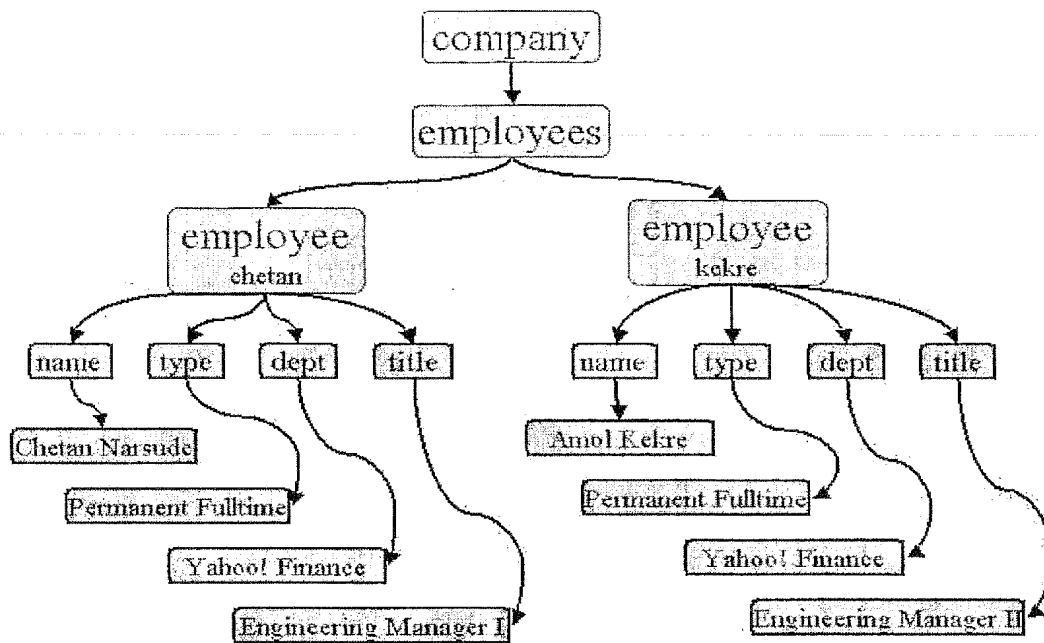 company
employees
employee
chetan
employee
kekre
name
type
dept
title
name
type
dept
title
Chetan Narsude
Amol Kekre
Permanent Fulltime
Permanent Fulltime
Yahoo! Finance
Yahoo! Finance
Engineering Manager I
Engineering Manager II